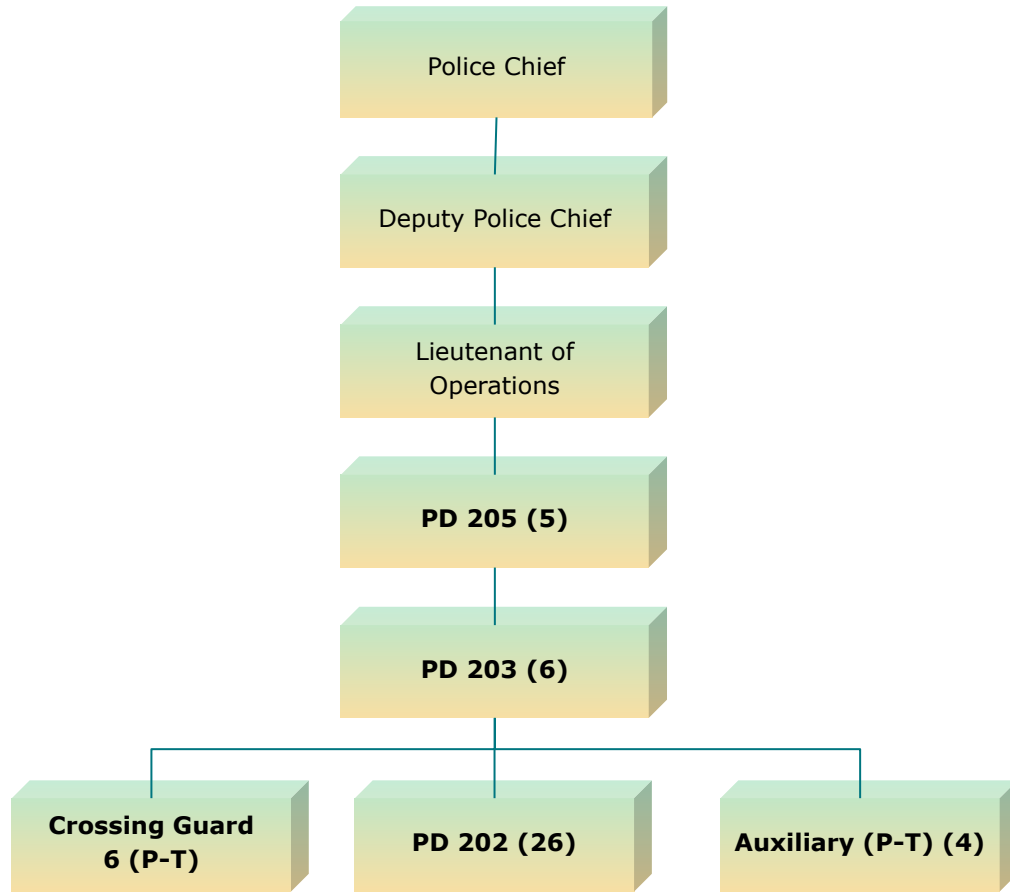 Police Chief
Deputy Police Chief
Lieutenant of
Operations
PD 205 (5)
PD 203 (6)
Crossing Guard
6 (P-T)
PD 202 (26)
Auxiliary (P-T) (4)